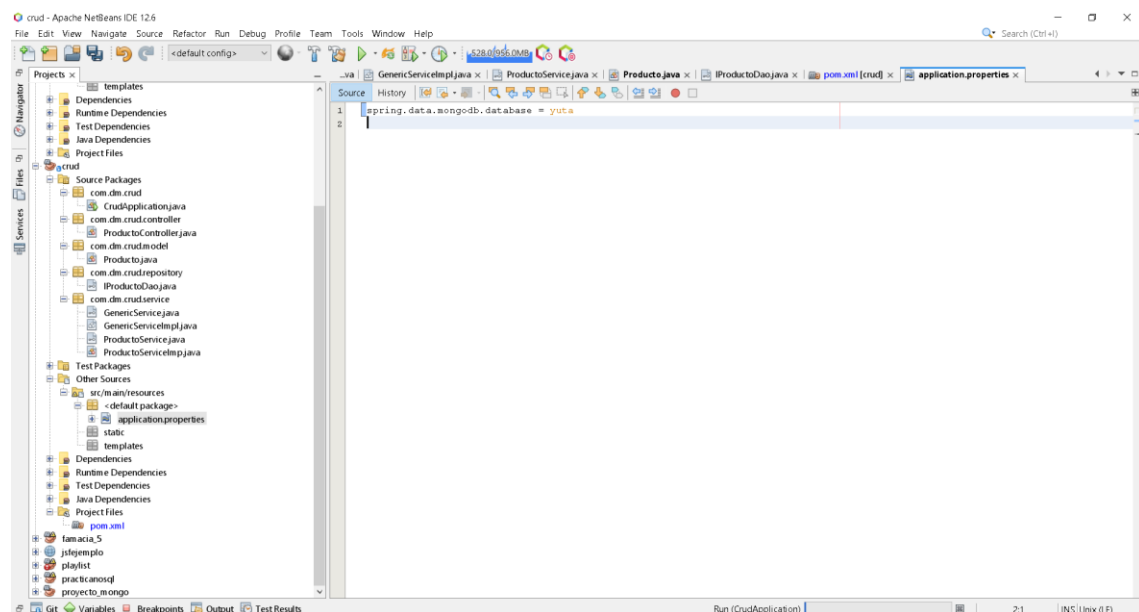 crud - Apache NetBeans IDE 12.6
File Edit View Navigate Source Refactor Run Debug Profile Team Tools Window Help
Search (Ctrl+I)
<default config>
528.0/956.0MB
Projects
...va
GenericServiceImpl.java
ProductoService.java
Producto.java
IProductoDao.java
pom.xml [crud]
application.properties
Source History
1 spring.data.mongodb.database = yuta
2
Navigator
Files
Services
templates
Dependencies
Runtime Dependencies
Test Dependencies
Java Dependencies
Project Files
crud
Source Packages
com.dm.crud
CrudApplication.java
com.dm.crud.controller
ProductoController.java
com.dm.crud.model
Producto.java
com.dm.crud.repository
IProductoDao.java
com.dm.crud.service
GenericService.java
GenericServiceImpl.java
ProductoService.java
ProductoServiceImp.java
Test Packages
Other Sources
src/main/resources
<default package>
application.properties
static
templates
Dependencies
Runtime Dependencies
Test Dependencies
Java Dependencies
Project Files
pom.xml
famacia_5
jsfejemplo
playlist
practicanosql
proyecto_mongo
Git Variables Breakpoints Output Test Results
Run (CrudApplication)
2:1
INS Unix (LF)